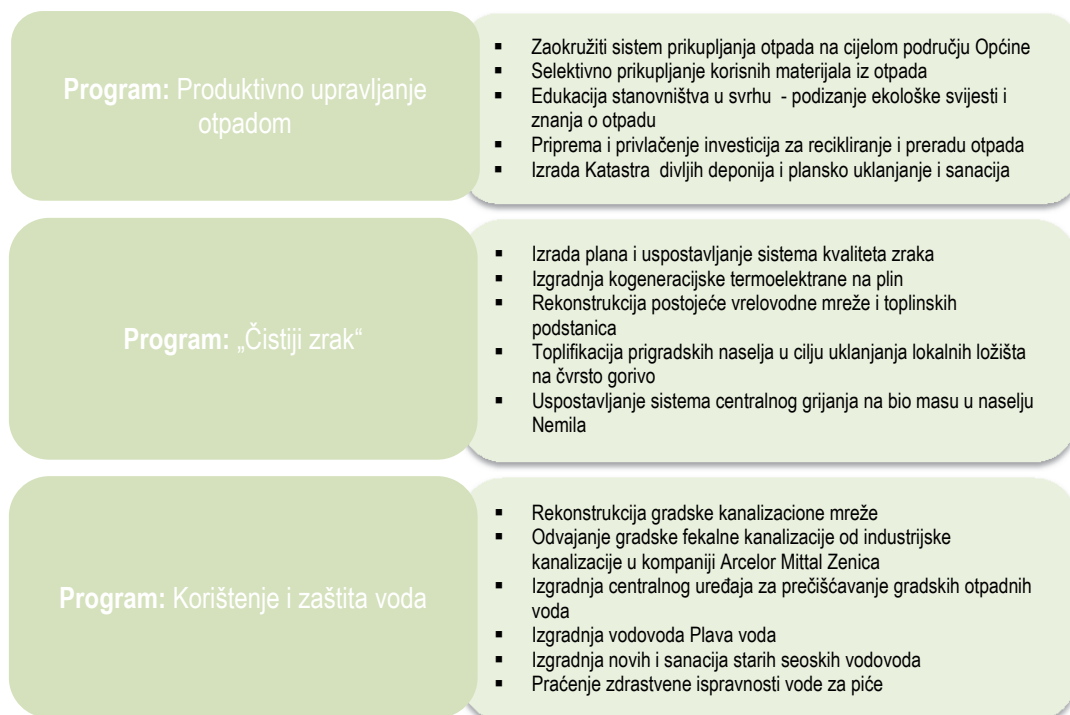 Program: Produktivno upravljanje
otpadom
▪ Zaokružiti sistem prikupljanja otpada na cijelom području Općine
▪ Selektivno prikupljanje korisnih materijala iz otpada
▪ Edukacija stanovništva u svrhu - podizanje ekološke svijesti i
znanja o otpadu
▪ Priprema i privlačenje investicija za recikliranje i preradu otpada
▪ Izrada Katastra divljih deponija i plansko uklanjanje i sanacija
Program: „Čistiji zrak“
▪ Izrada plana i uspostavljanje sistema kvaliteta zraka
▪ Izgradnja kogeneracijske termoelektrane na plin
▪ Rekonstrukcija postojeće vrelovodne mreže i toplinskih
podstanica
▪ Toplifikacija prigradskih naselja u cilju uklanjanja lokalnih ložišta
na čvrsto gorivo
▪ Uspostavljanje sistema centralnog grijanja na bio masu u naselju
Nemila
Program: Korištenje i zaštita voda
▪ Rekonstrukcija gradske kanalizacione mreže
▪ Odvajanje gradske fekalne kanalizacije od industrijske
kanalizacije u kompaniji Arcelor Mittal Zenica
▪ Izgradnja centralnog uređaja za prečišćavanje gradskih otpadnih
voda
▪ Izgradnja vodovoda Plava voda
▪ Izgradnja novih i sanacija starih seoskih vodovoda
▪ Praćenje zdrastvene ispravnosti vode za piće